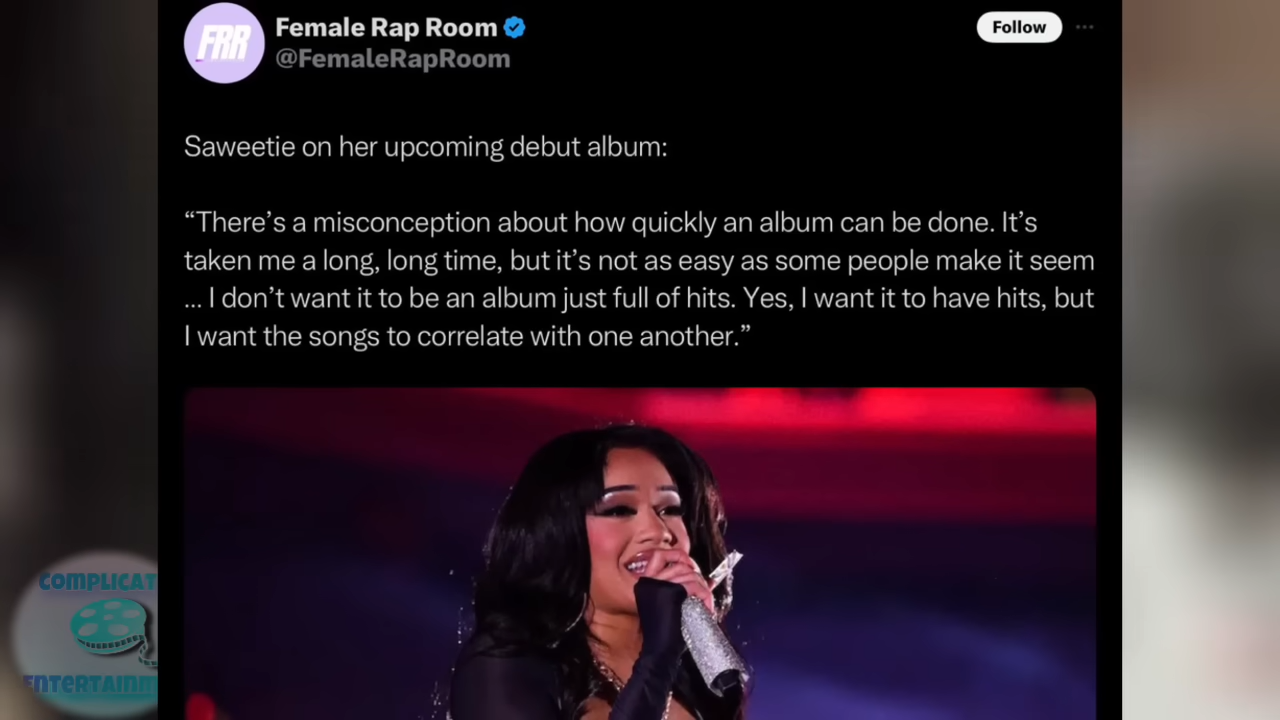 FRR
Female Rap Room
Follow
@FemaleRapRoom
Saweetie on her upcoming debut album:
“There’s a misconception about how quickly an album can be done. It’s
taken me a long, long time, but it’s not as easy as some people make it seem
... I don’t want it to be an album just full of hits. Yes, I want it to have hits, but
I want the songs to correlate with one another.”
COMPLICAT
ENTERTAINM